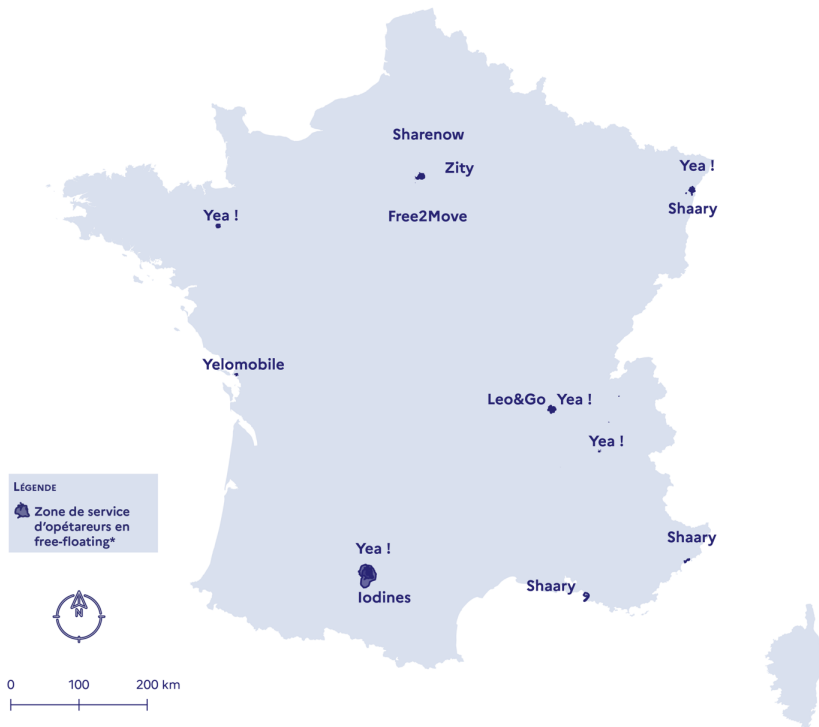 Sharenow
Zity
Yea !
Shaary
Yea !
Free2Move
Yelomobile
Leo&Go Yea !
Yea !
LÉGENDE
Zone de service
d'opétareurs en
free-floating*
Yea !
Iodines
Shaary
Shaary
N
0 100 200 km